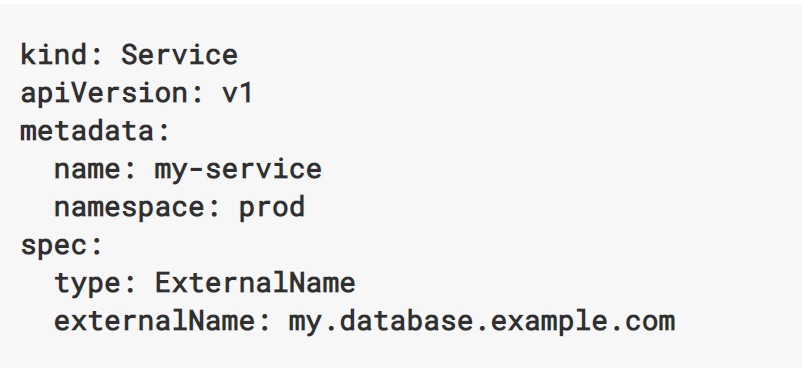 kind: Service
apiVersion: v1
metadata:
  name: my-service
  namespace: prod
spec:
  type: ExternalName
  externalName: my.database.example.com